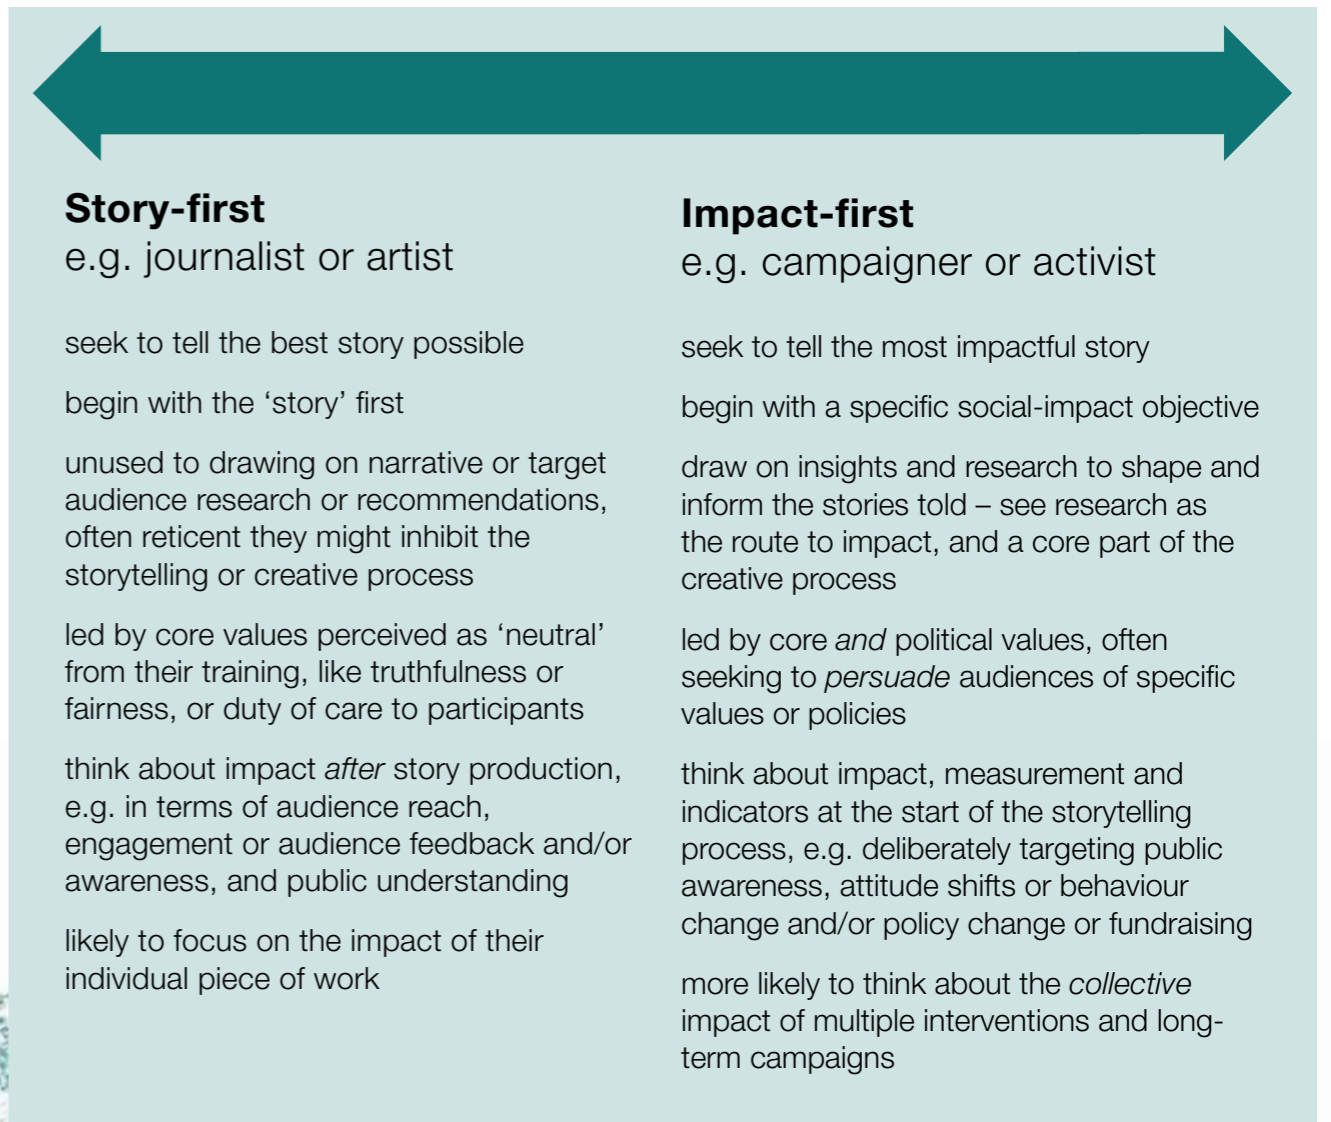 Story-first
e.g. journalist or artist
seek to tell the best story possible
begin with the ‘story’ first
unused to drawing on narrative or target
audience research or recommendations,
often reticent they might inhibit the
storytelling or creative process
led by core values perceived as ‘neutral’
from their training, like truthfulness or
fairness, or duty of care to participants
think about impact after story production,
e.g. in terms of audience reach,
engagement or audience feedback and/or
awareness, and public understanding
likely to focus on the impact of their
individual piece of work
Impact-first
e.g. campaigner or activist
seek to tell the most impactful story
begin with a specific social-impact objective
draw on insights and research to shape and
inform the stories told – see research as
the route to impact, and a core part of the
creative process
led by core and political values, often
seeking to persuade audiences of specific
values or policies
think about impact, measurement and
indicators at the start of the storytelling
process, e.g. deliberately targeting public
awareness, attitude shifts or behaviour
change and/or policy change or fundraising
more likely to think about the collective
impact of multiple interventions and long-
term campaigns